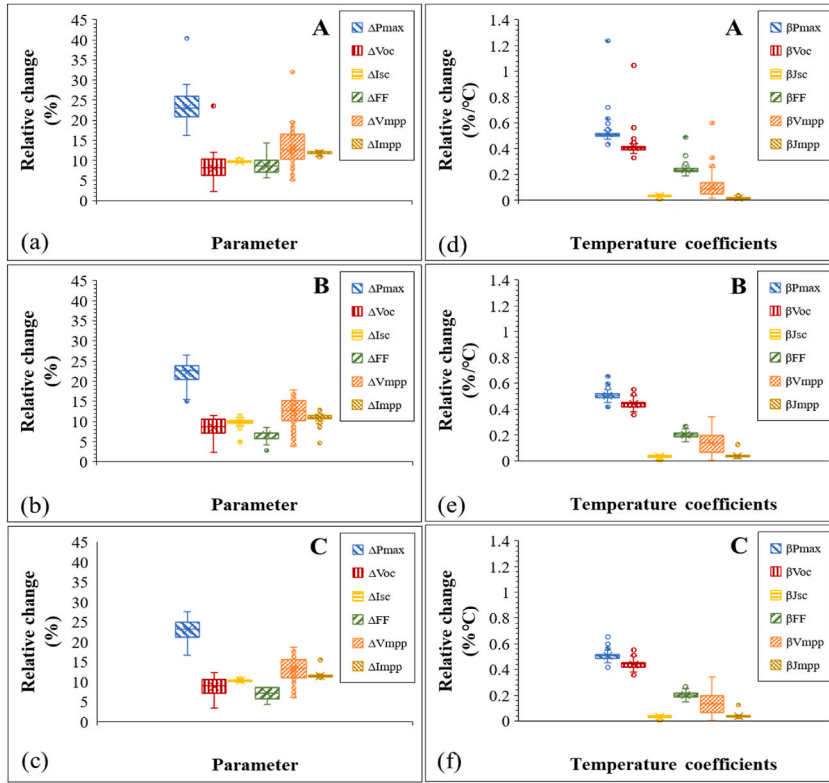 A
Relative change
(%)
45
40
35
30
25
20
15
10
5
0
ΔPmax
ΔVoc
ΔIsc
ΔFF
ΔVmpp
ΔImpp
(a)
Parameter
A
Relative change
(%/°C)
1.4
1.2
1
0.8
0.6
0.4
0.2
0
βPmax
βVoc
βJsc
βFF
βVmpp
βJmpp
(d)
Temperature coefficients
B
Relative change
(%)
45
40
35
30
25
20
15
10
5
0
ΔPmax
ΔVoc
ΔIsc
ΔFF
ΔVmpp
ΔImpp
(b)
Parameter
B
Relative change
(%/°C)
1.4
1.2
1
0.8
0.6
0.4
0.2
0
βPmax
βVoc
βJsc
βFF
βVmpp
βJmpp
(e)
Temperature coefficients
C
Relative change
(%)
45
40
35
30
25
20
15
10
5
0
ΔPmax
ΔVoc
ΔIsc
ΔFF
ΔVmpp
ΔImpp
(c)
Parameter
C
Relative change
(%°C)
1.4
1.2
1
0.8
0.6
0.4
0.2
0
βPmax
βVoc
βJsc
βFF
βVmpp
βJmpp
(f)
Temperature coefficients